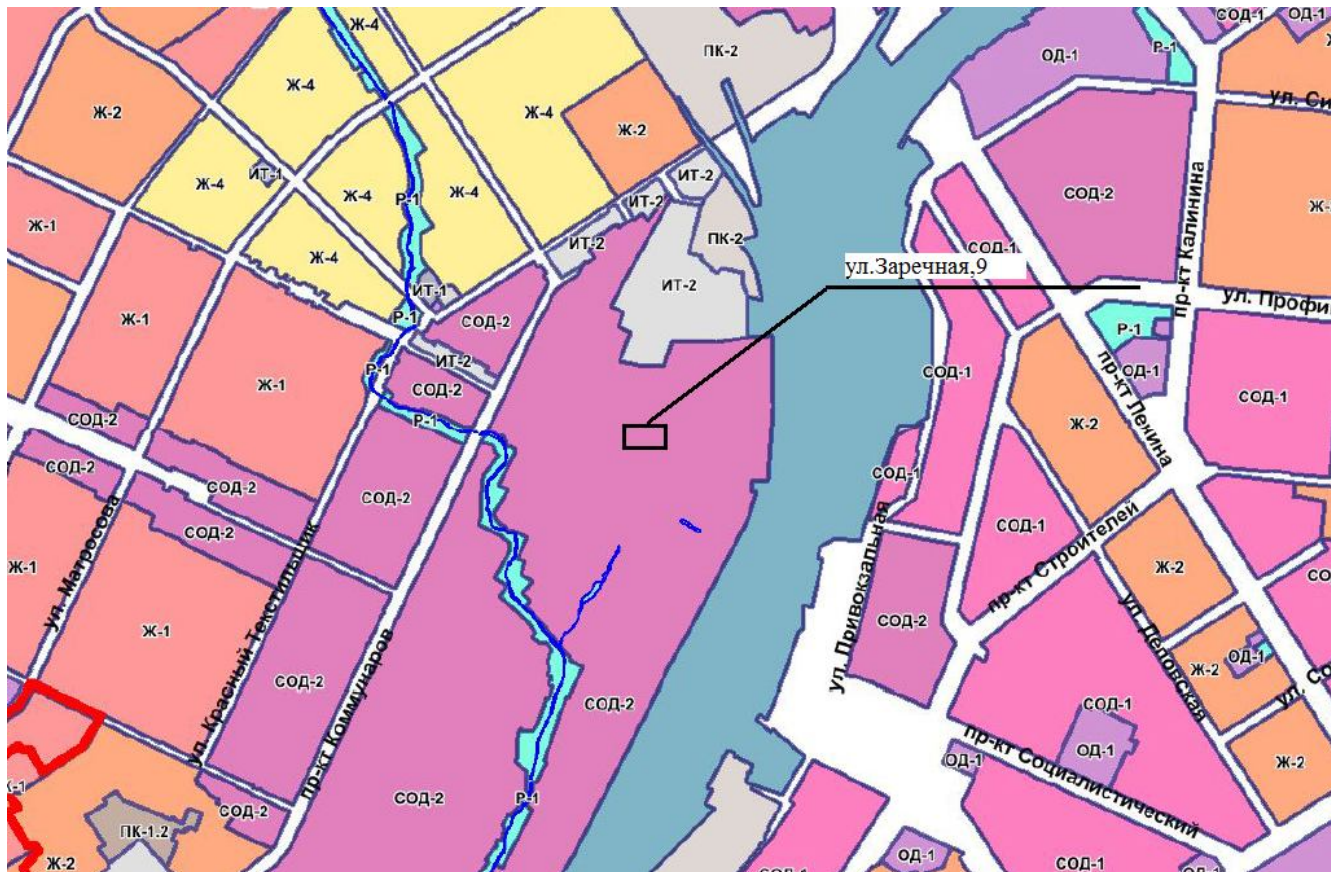 СОД-1
ОД-1
Ж-4
ПК-2
ОД-1
Р-1
Ж-4
Ж-4
Ж-2
Ж-2
ул. Си
ИТ-1
Ж-4
Ж-4
Р-1
Ж-4
ИТ-2
ИТ-2
СОД-2
пр-кт Калинина
Ж-1
Ж-4
ИТ-2
ПК-2
СОД-1
ул.Заречная,9
ИТ-1
ИТ-2
ул. Профи
Ж-1
Р-1
СОД-2
Р-1
ИТ-2
Р-1
СОД-1
ОД-1
Ж-1
СОД-2
пр-кт Ленина
СОД-1
СОД-2
Р-1
Ж-2
СОД-2
СОД-2
СОД-2
СОД-1
СОД-2
СОД-1
ул. Матросова
ул. Красный Текстильщик
пр-кт Коммунаров
ул. Привокзальная
пр-кт Строителей
Ж-1
Ж-2
СО
Ж-1
СОД-2
ул. Деповская
СОД-2
Ж-2
ОД-1
ул. Со
СОД-2
СОД-1
пр-кт Социалистический
ОД-1
ОД-1
Ж-2
СОД-2
Р-1
СОД-2
ПК-1.2
Ж-2
ОД-1
СОД-1
СОД-1